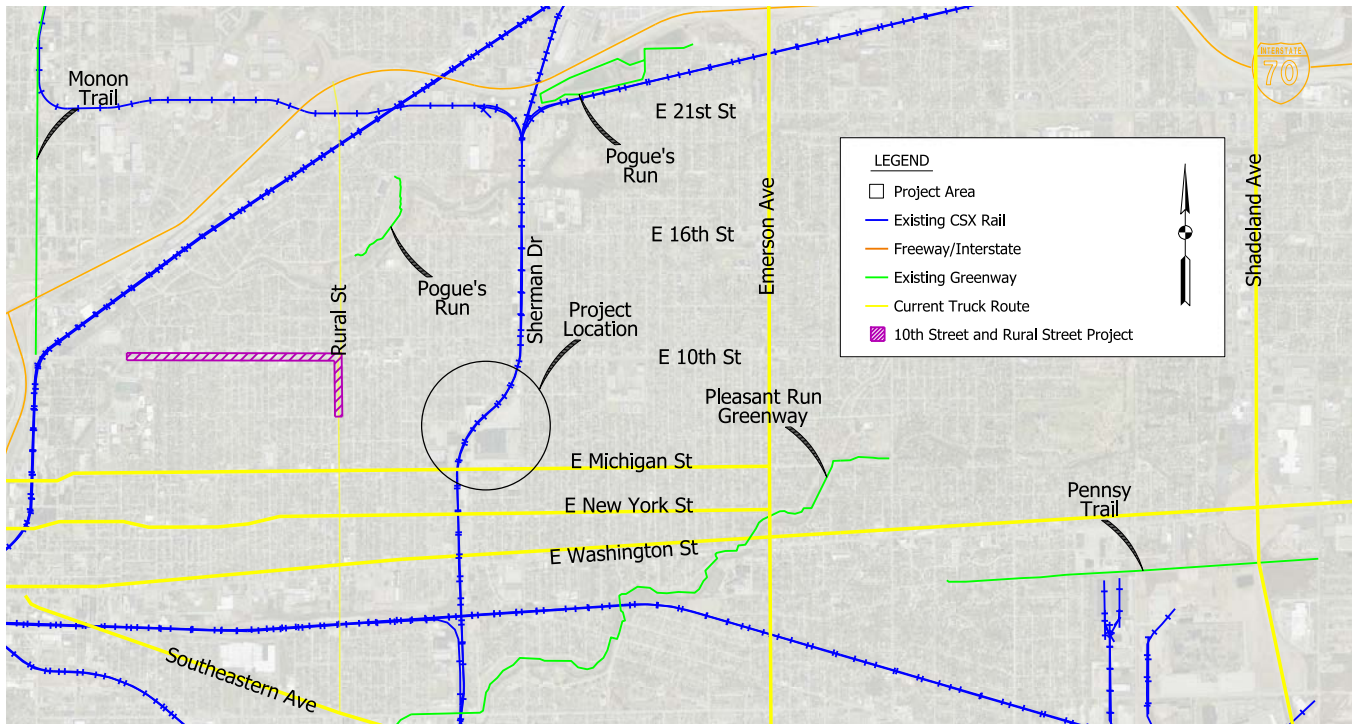 INTERSTATE
70
Monon
Trail
E 21st St
Pogue's
Run
LEGEND
Project Area
Existing CSX Rail
Freeway/Interstate
Existing Greenway
Current Truck Route
10th Street and Rural Street Project
Emerson Ave
Shadeland Ave
E 16th St
Sherman Dr
Pogue's
Run
Rural St
Project
Location
E 10th St
Pleasant Run
Greenway
E Michigan St
E New York St
Pennsy
Trail
E Washington St
Southeastern Ave